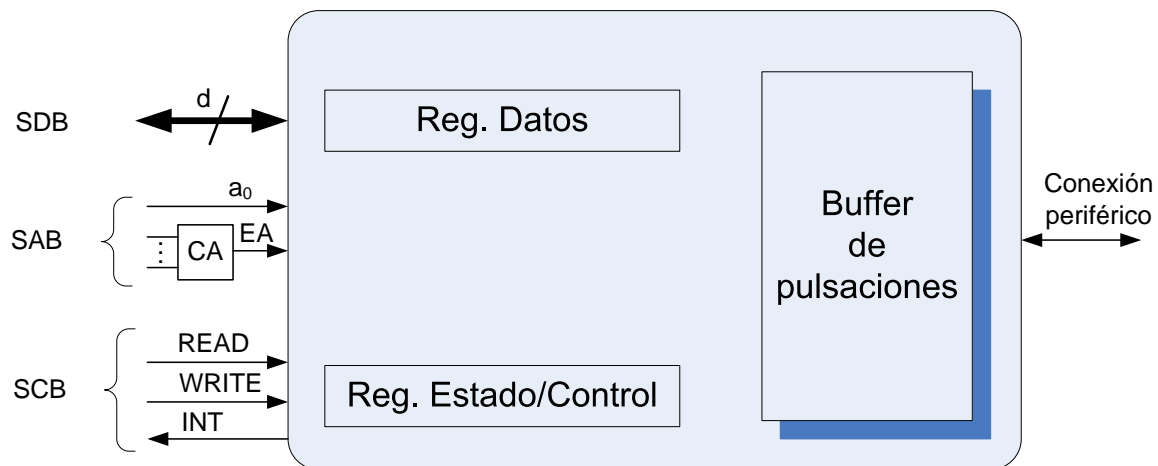 d
SDB
Reg. Datos
a₀
SAB
CA
EA
⋮
Buffer
de
pulsaciones
Conexión
periférico
READ
SCB
WRITE
INT
Reg. Estado/Control